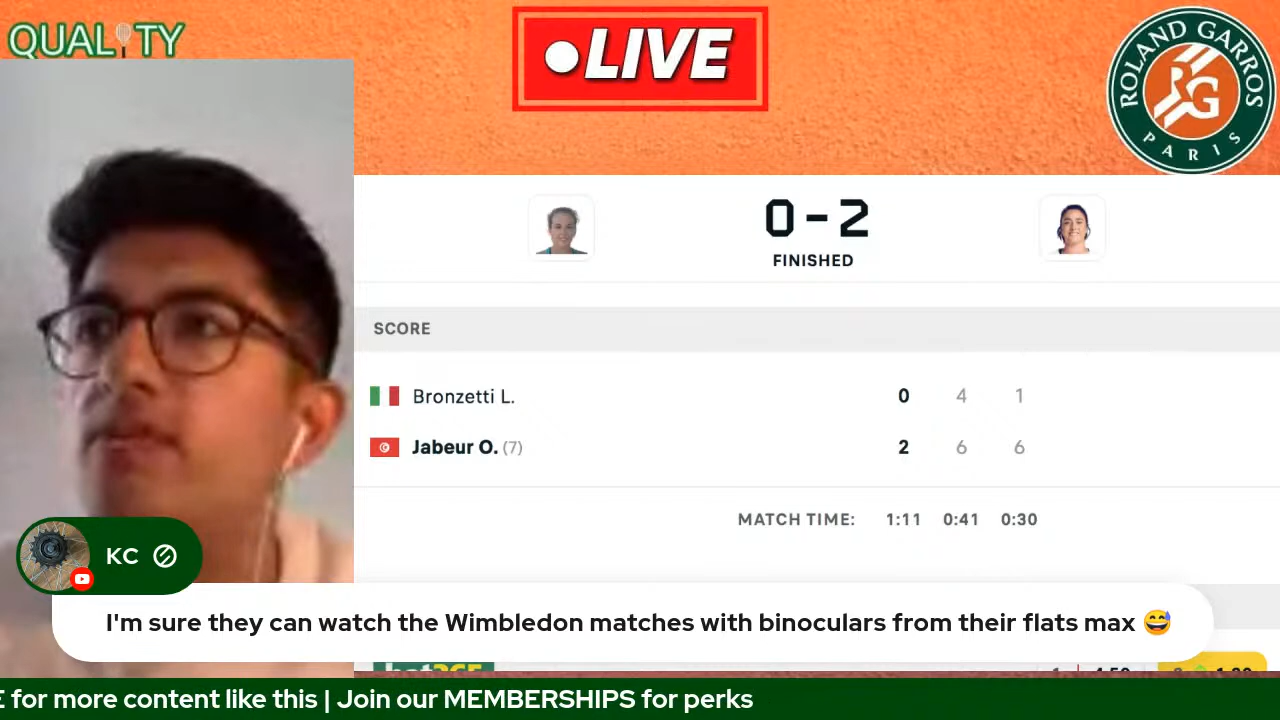 QUALITY
LIVE
ROLAND GARROS
RG
PARIS
0 - 2
FINISHED
SCORE
Bronzetti L. 0 4 1
Jabeur O. (7) 2 6 6
MATCH TIME: 1:11 0:41 0:30
KC
I'm sure they can watch the Wimbledon matches with binoculars from their flats max 😅
bet365
for more content like this | Join our MEMBERSHIPS for perks